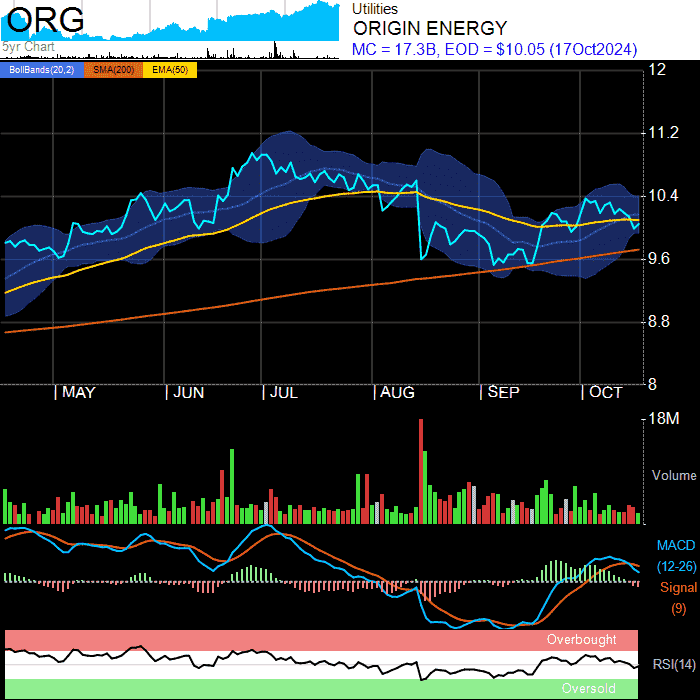 ORG
5yr Chart
Utilities
ORIGIN ENERGY
MC = 17.3B, EOD = $10.05 (17Oct2024)
BollBands(20,2) SMA(200) EMA(50)
12
11.2
10.4
9.6
8.8
8
MAY JUN JUL AUG SEP OCT
18M
Volume
MACD
(12-26)
Signal
(9)
Overbought
RSI(14)
Oversold